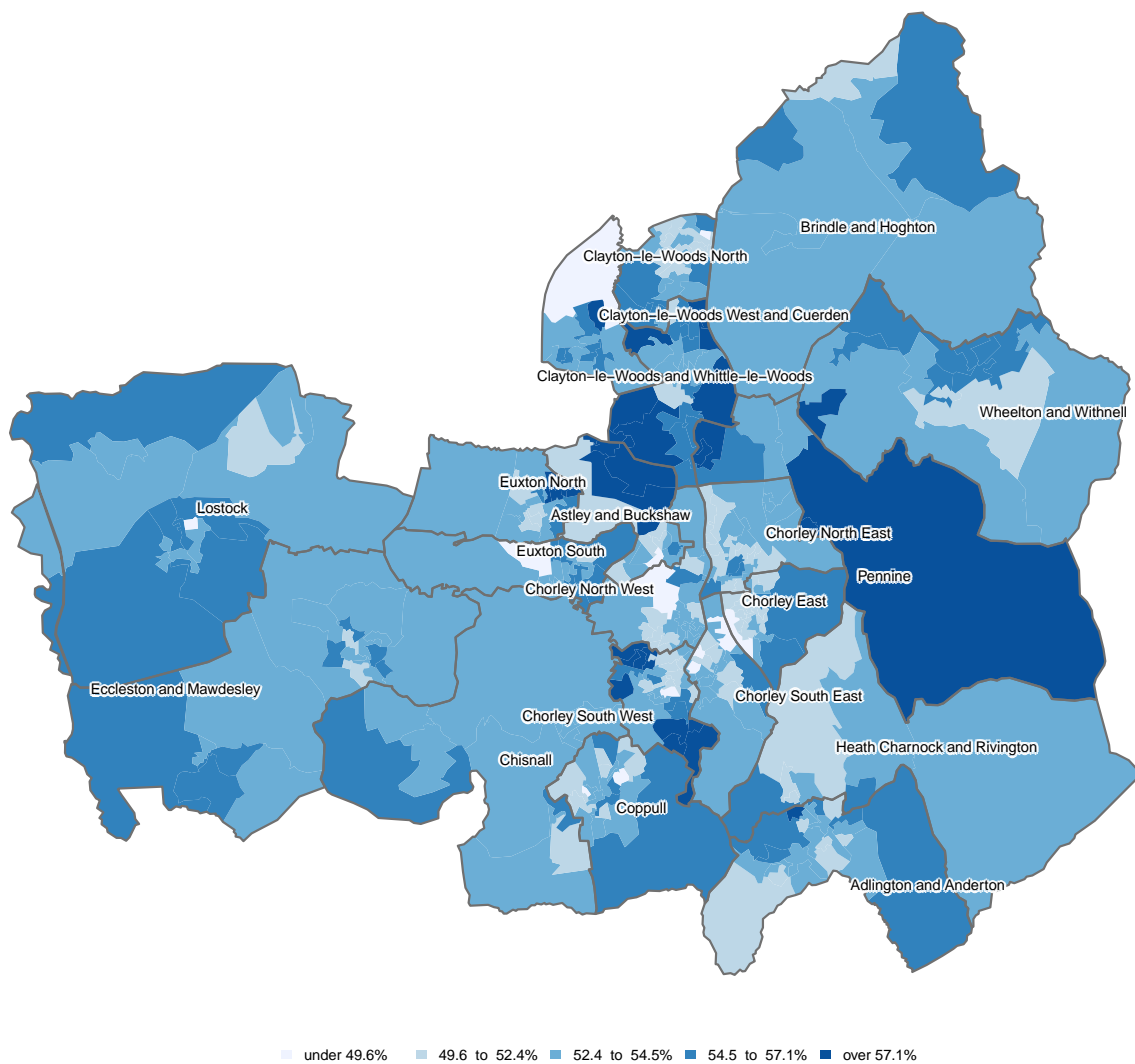 Brindle and Hoghton
Clayton−le−Woods North
Clayton−le−Woods West and Cuerden
Clayton−le−Woods and Whittle−le−Woods
Wheelton and Withnell
Euxton North
Lostock
Astley and Buckshaw
Chorley North East
Euxton South
Pennine
Chorley North West
Chorley East
Eccleston and Mawdesley
Chorley South East
Chorley South West
Heath Charnock and Rivington
Chisnall
Coppull
Adlington and Anderton
under 49.6% 49.6 to 52.4% 52.4 to 54.5% 54.5 to 57.1% over 57.1%